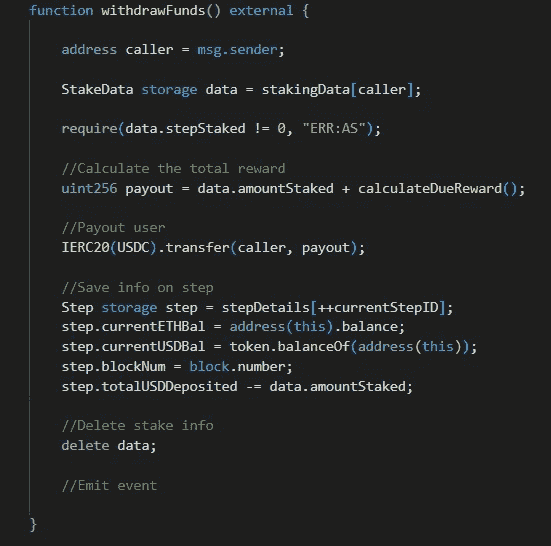 function withdrawFunds() external {
address caller = msg.sender;
StakeData storage data = stakingData[caller];
require(data.stepStaked != 0, "ERR:AS");
//Calculate the total reward
uint256 payout = data.amountStaked + calculateDueReward();
//Payout user
IERC20(USDC).transfer(caller, payout);
//Save info on step
Step storage step = stepDetails[++currentStepID];
step.currentETHBal = address(this).balance;
step.currentUSDBal = token.balanceOf(address(this));
step.blockNum = block.number;
step.totalUSDDeposited -= data.amountStaked;
//Delete stake info
delete data;
//Emit event
}